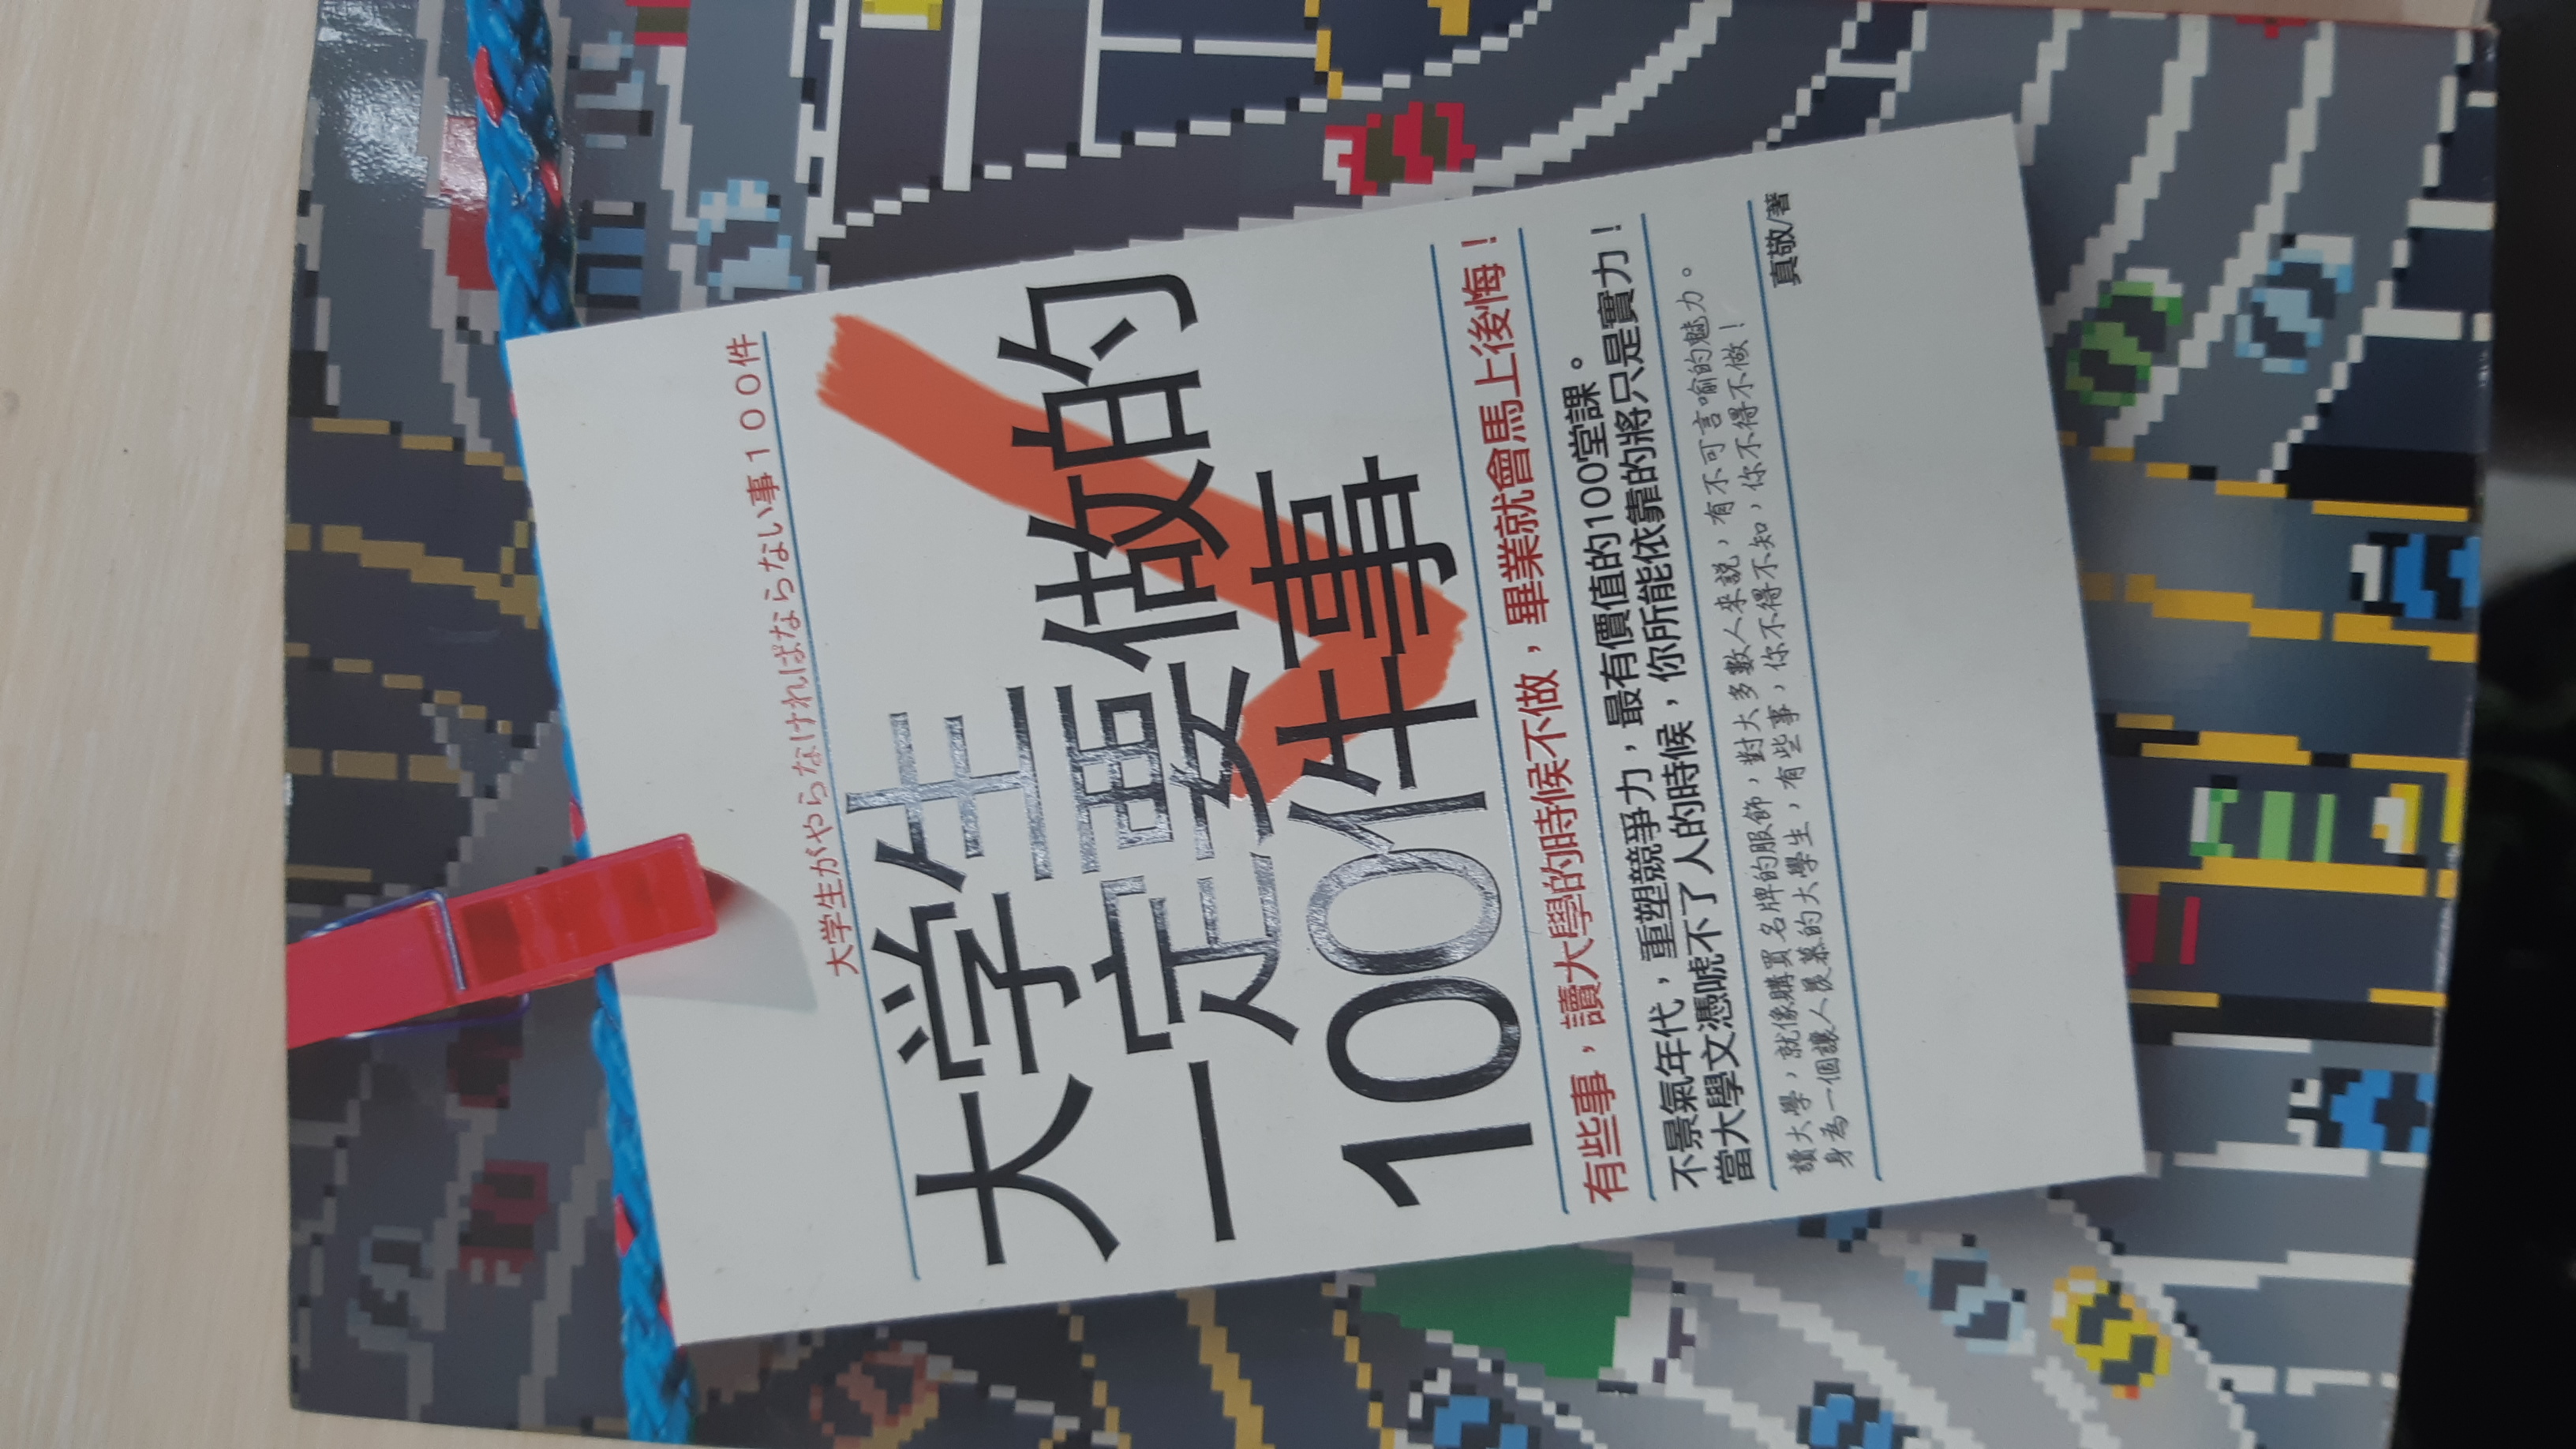 大学生がやらなければならない事１００件
大学生
一定要做的
100件事
有些事，讀大學的時候不做，畢業就會馬上後悔！
不景氣年代，重塑競爭力，最有價值的100堂課。
當大學文憑唬不了人的時候，你所能依靠的將只是實力！
讀大學，就像購買名牌的服飾，對大多數人來説，有不可言喻的魅力。
身為一個讓人羨慕的大學生，有些事，你不得不知，你不得不做！
真敬/著